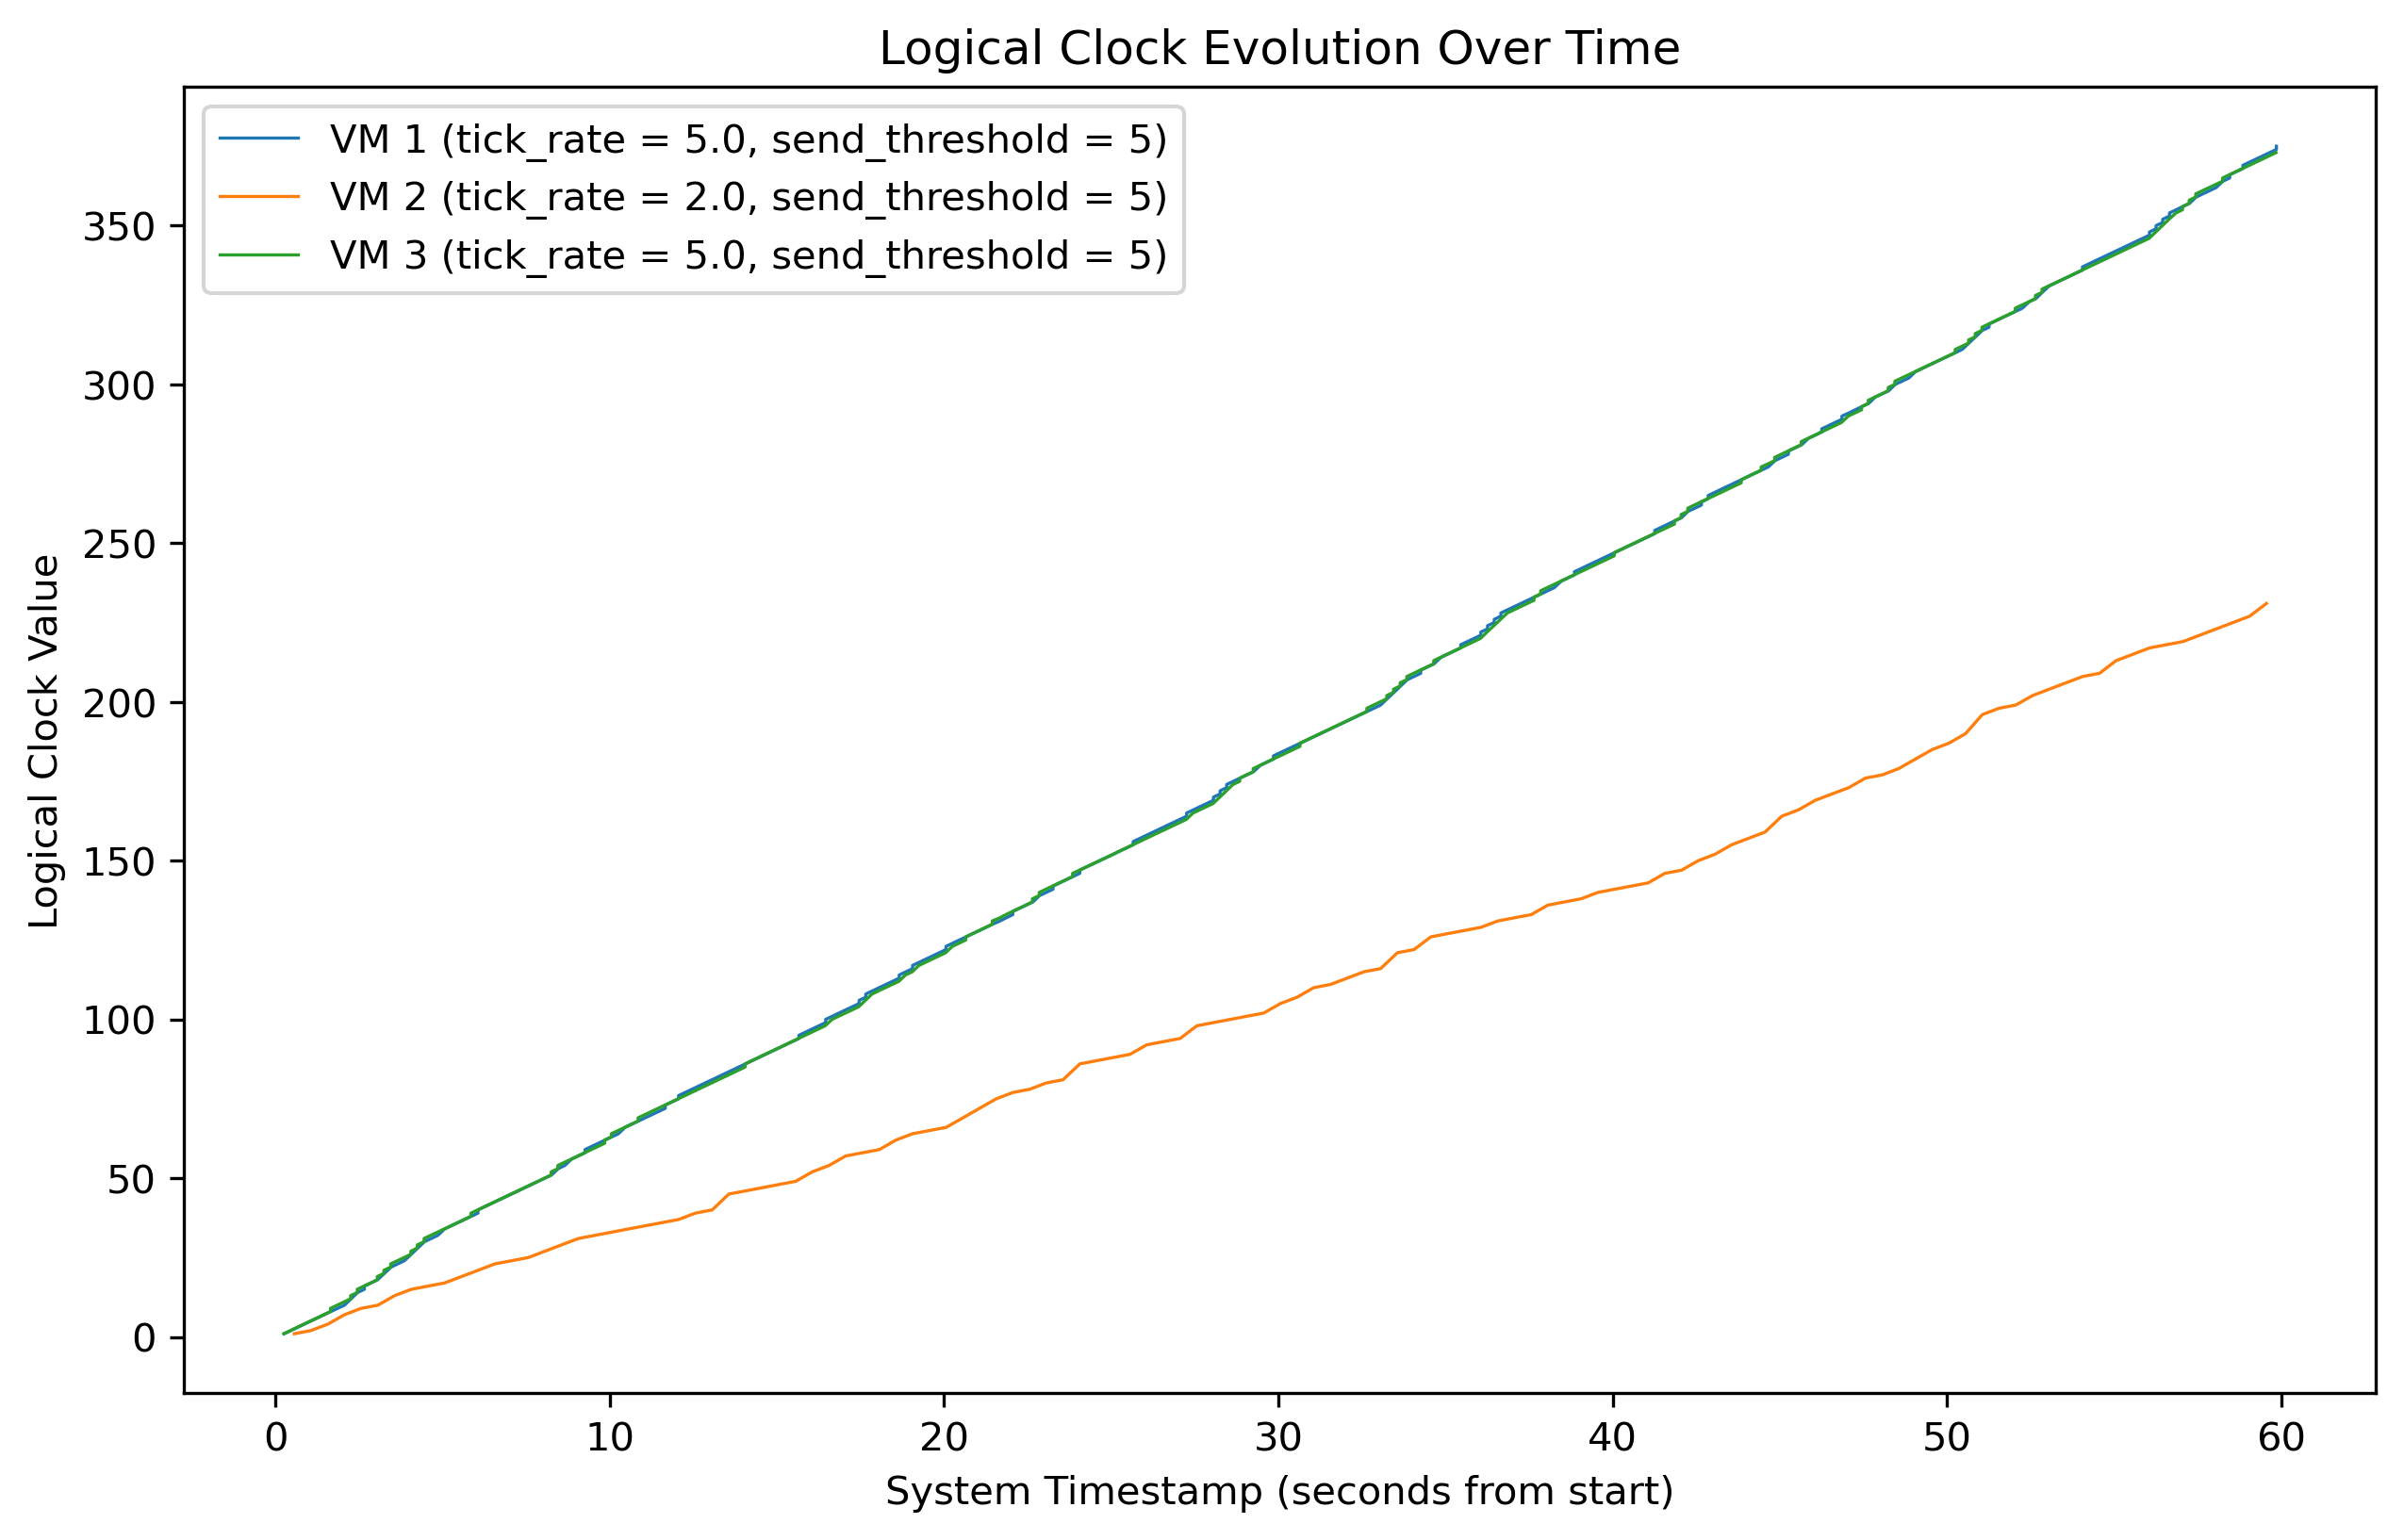 Logical Clock Evolution Over Time
VM 1 (tick_rate = 5.0, send_threshold = 5)
VM 2 (tick_rate = 2.0, send_threshold = 5)
VM 3 (tick_rate = 5.0, send_threshold = 5)
Logical Clock Value
350
300
250
200
150
100
50
0
0 10 20 30 40 50 60
System Timestamp (seconds from start)